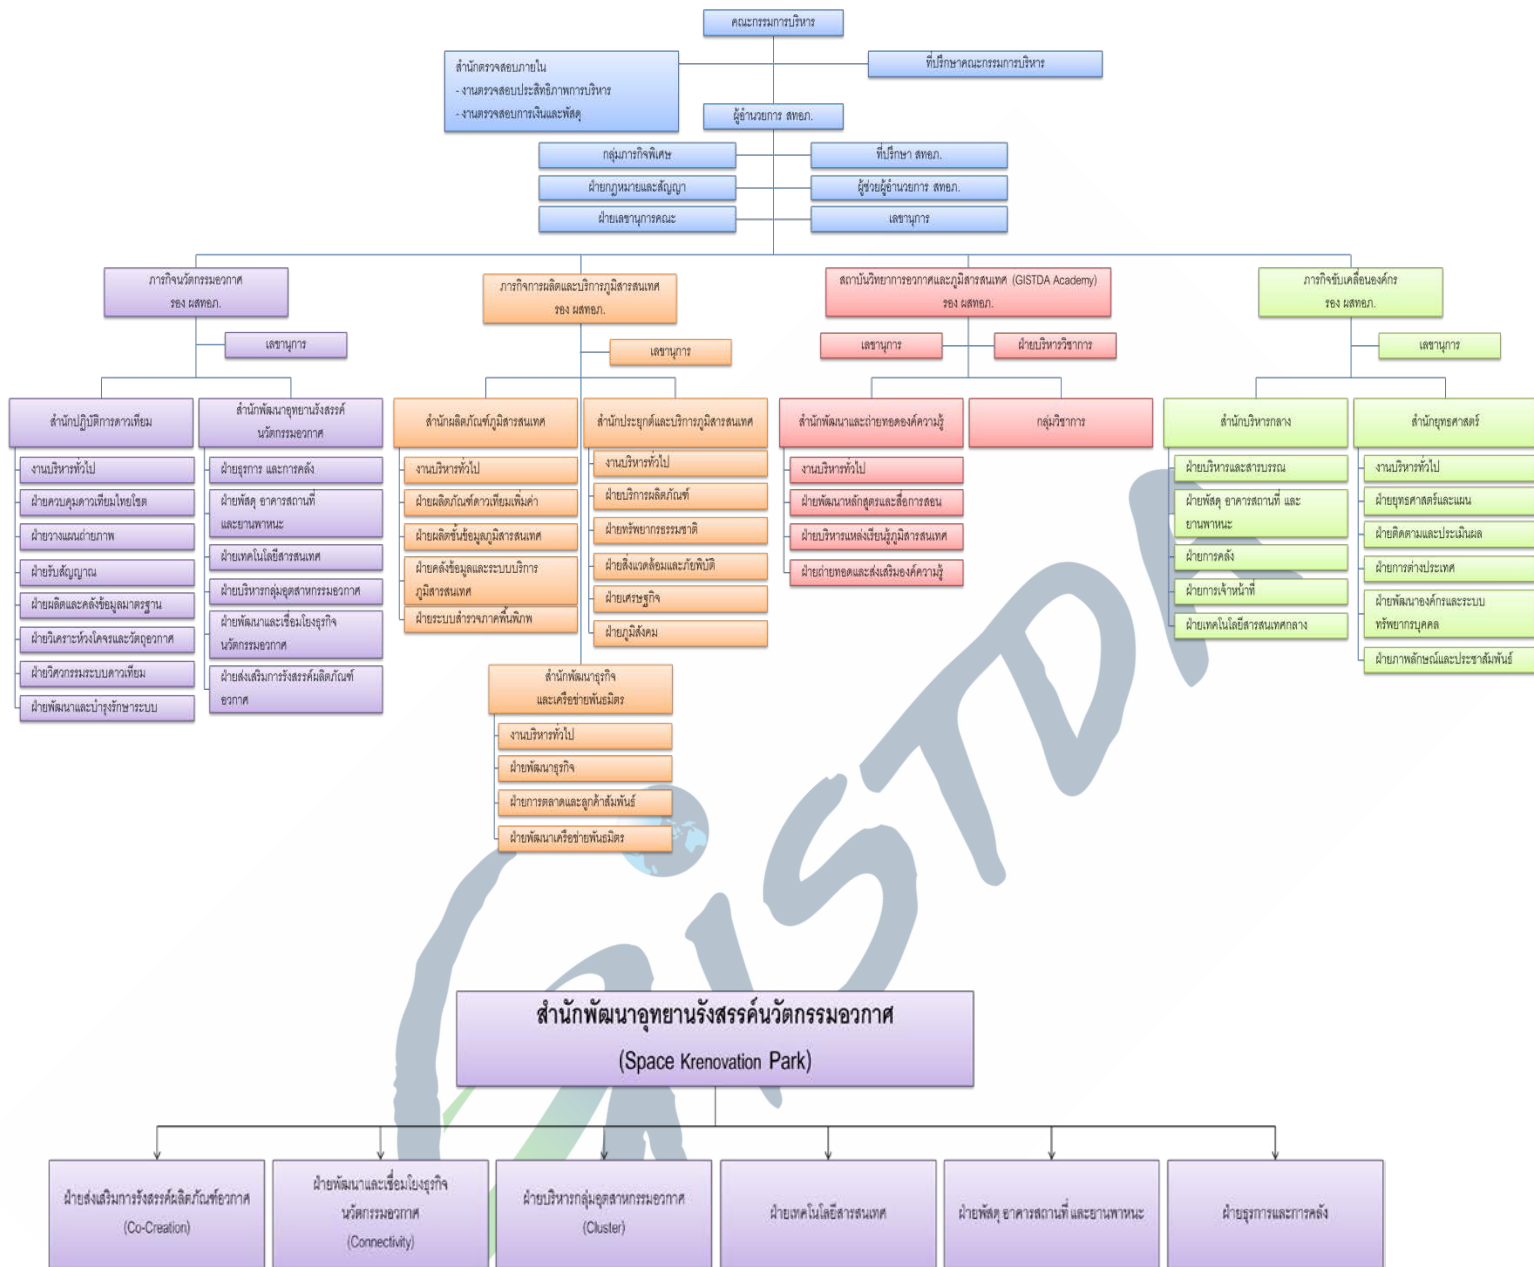 คณะกรรมการบริหาร
สำนักตรวจสอบภายใน
- งานตรวจสอบประสิทธิภาพการบริหาร
- งานตรวจสอบการเงินและพัสดุ
ที่ปรึกษาคณะกรรมการบริหาร
ผู้อำนวยการ สทอภ.
กลุ่มภารกิจพิเศษ
ที่ปรึกษา สทอภ.
ฝ่ายกฎหมายและสัญญา
ผู้ช่วยผู้อำนวยการ สทอภ.
ฝ่ายเลขานุการคณะ
เลขานุการ
ภารกิจนวัตกรรมอวกาศ
รอง ผสทอภ.
เลขานุการ
สำนักปฏิบัติการดาวเทียม
งานบริหารทั่วไป
ฝ่ายควบคุมดาวเทียมไทยโชต
ฝ่ายวางแผนถ่ายภาพ
ฝ่ายรับสัญญาณ
ฝ่ายผลิตและคลังข้อมูลมาตรฐาน
ฝ่ายวิเคราะห์วงโคจรและวัตถุอวกาศ
ฝ่ายวิศวกรรมระบบดาวเทียม
ฝ่ายพัฒนาและบำรุงรักษาระบบ
สำนักพัฒนาอุทยานรังสรรค์
นวัตกรรมอวกาศ
ฝ่ายธุรการ และการคลัง
ฝ่ายพัสดุ อาคารสถานที่
และยานพาหนะ
ฝ่ายเทคโนโลยีสารสนเทศ
ฝ่ายบริหารกลุ่มอุตสาหกรรมอวกาศ
ฝ่ายพัฒนาและเชื่อมโยงธุรกิจ
นวัตกรรมอวกาศ
ฝ่ายส่งเสริมการรังสรรค์ผลิตภัณฑ์
อวกาศ
ภารกิจการผลิตและบริการภูมิสารสนเทศ
รอง ผสทอภ.
เลขานุการ
สำนักผลิตภัณฑ์ภูมิสารสนเทศ
งานบริหารทั่วไป
ฝ่ายผลิตภัณฑ์ดาวเทียมเพิ่มค่า
ฝ่ายผลิตชั้นข้อมูลภูมิสารสนเทศ
ฝ่ายคลังข้อมูลและระบบบริการ
ภูมิสารสนเทศ
ฝ่ายระบบสำรวจภาคพื้นพิภพ
สำนักประยุกต์และบริการภูมิสารสนเทศ
งานบริหารทั่วไป
ฝ่ายบริการผลิตภัณฑ์
ฝ่ายทรัพยากรธรรมชาติ
ฝ่ายสิ่งแวดล้อมและภัยพิบัติ
ฝ่ายเศรษฐกิจ
ฝ่ายภูมิสังคม
สำนักพัฒนาธุรกิจ
และเครือข่ายพันธมิตร
งานบริหารทั่วไป
ฝ่ายพัฒนาธุรกิจ
ฝ่ายการตลาดและลูกค้าสัมพันธ์
ฝ่ายพัฒนาเครือข่ายพันธมิตร
สถาบันวิทยาการอวกาศและภูมิสารสนเทศ (GISTDA Academy)
รอง ผสทอภ.
เลขานุการ
ฝ่ายบริหารวิชาการ
สำนักพัฒนาและถ่ายทอดองค์ความรู้
งานบริหารทั่วไป
ฝ่ายพัฒนาหลักสูตรและสื่อการสอน
ฝ่ายบริหารแหล่งเรียนรู้ภูมิสารสนเทศ
ฝ่ายถ่ายทอดและส่งเสริมองค์ความรู้
กลุ่มวิชาการ
ภารกิจขับเคลื่อนองค์กร
รอง ผสทอภ.
เลขานุการ
สำนักบริหารกลาง
ฝ่ายบริหารและสารบรรณ
ฝ่ายพัสดุ อาคารสถานที่ และ
ยานพาหนะ
ฝ่ายการคลัง
ฝ่ายการเจ้าหน้าที่
ฝ่ายเทคโนโลยีสารสนเทศกลาง
สำนักยุทธศาสตร์
งานบริหารทั่วไป
ฝ่ายยุทธศาสตร์และแผน
ฝ่ายติดตามและประเมินผล
ฝ่ายการต่างประเทศ
ฝ่ายพัฒนาองค์กรและระบบ
ทรัพยากรบุคคล
ฝ่ายภาพลักษณ์และประชาสัมพันธ์
GISTDA
สำนักพัฒนาอุทยานรังสรรค์นวัตกรรมอวกาศ
(Space Krenovation Park)
ฝ่ายส่งเสริมการรังสรรค์ผลิตภัณฑ์อวกาศ
(Co-Creation)
ฝ่ายพัฒนาและเชื่อมโยงธุรกิจ
นวัตกรรมอวกาศ
(Connectivity)
ฝ่ายบริหารกลุ่มอุตสาหกรรมอวกาศ
(Cluster)
ฝ่ายเทคโนโลยีสารสนเทศ
ฝ่ายพัสดุ อาคารสถานที่ และยานพาหนะ
ฝ่ายธุรการและการคลัง